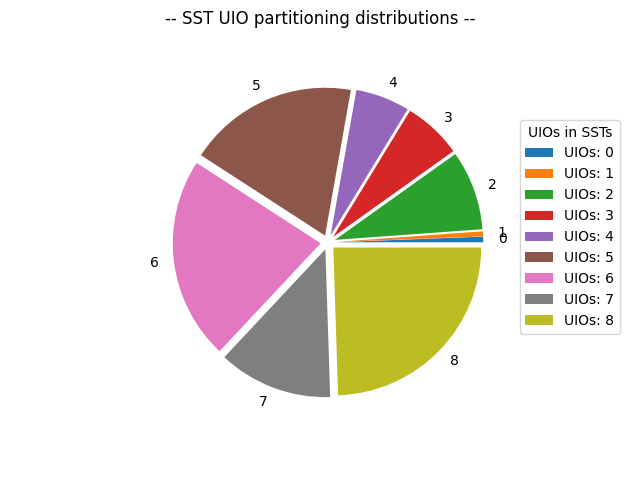 -- SST UIO partitioning distributions --
5
4
3
2
1
0
6
7
8
UIOs in SSTs
UIOs: 0
UIOs: 1
UIOs: 2
UIOs: 3
UIOs: 4
UIOs: 5
UIOs: 6
UIOs: 7
UIOs: 8